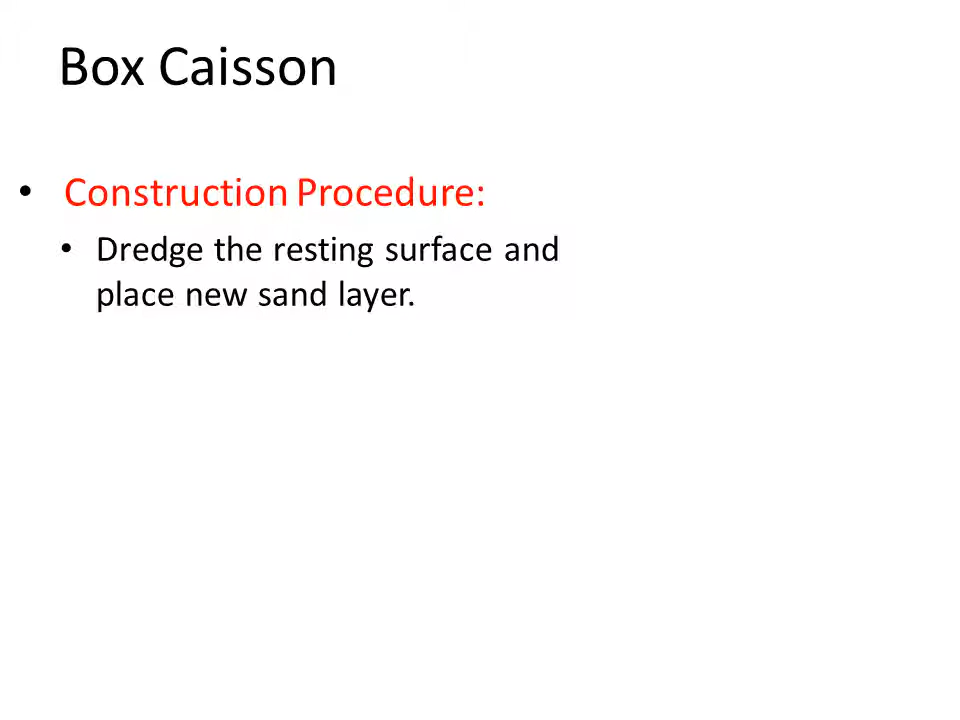 Box Caisson
• Construction Procedure:
• Dredge the resting surface and
place new sand layer.